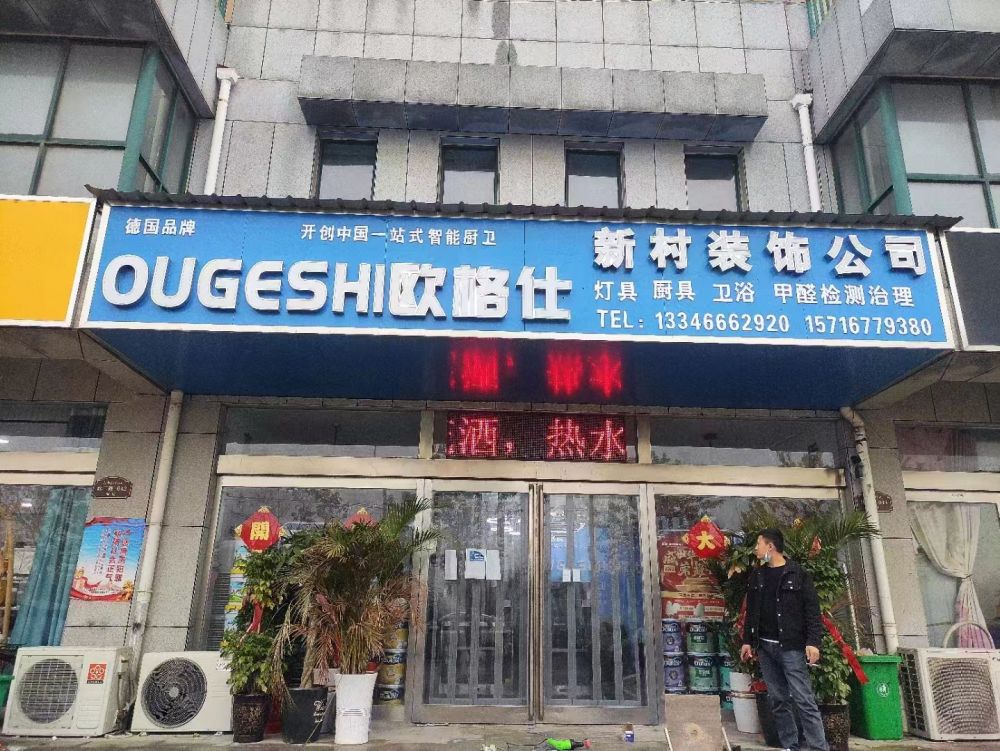 德国品牌
开创中国一站式智能厨卫
OUGESHI欧格仕
新村装饰公司
灯具 厨具 卫浴 甲醛检测治理
TEL: 13346662920 15716779380
洒，热水
開
大